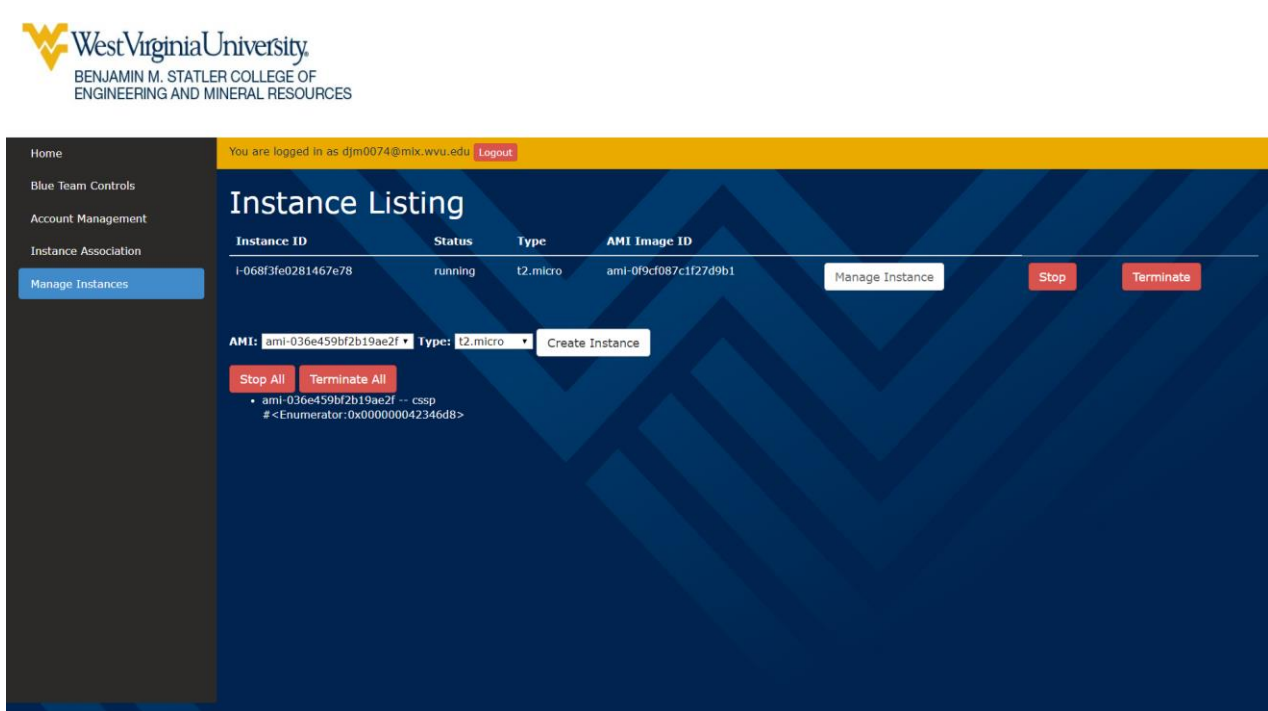 WestVirginiaUniversity.
BENJAMIN M. STATLER COLLEGE OF
ENGINEERING AND MINERAL RESOURCES
Home
Blue Team Controls
Account Management
Instance Association
Manage Instances
You are logged in as djm0074@mix.wvu.edu Logout
Instance Listing
Instance ID Status Type AMI Image ID
i-068f3fe0281467e78 running t2.micro ami-0f9cf087c1f27d9b1 Manage Instance Stop Terminate
AMI: ami-036e459bf2b19ae2f Type: t2.micro Create Instance
Stop All Terminate All
• ami-036e459bf2b19ae2f -- cssp
#<Enumerator:0x000000042346d8>